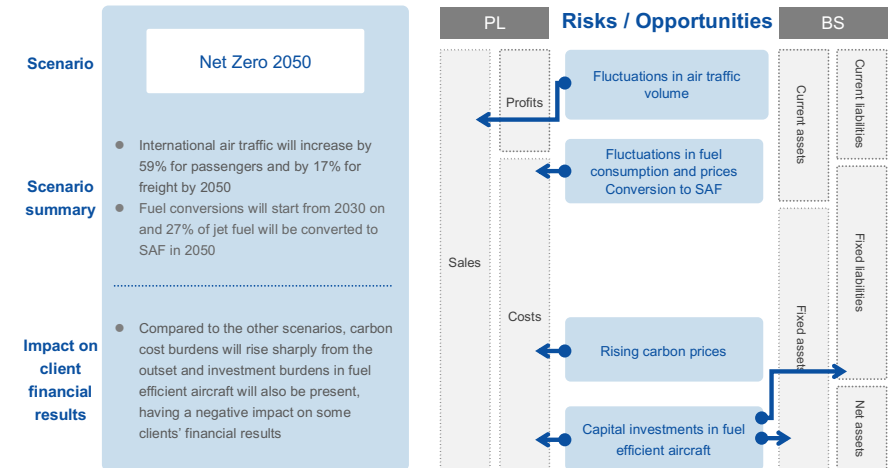 Scenario
Net Zero 2050
Scenario
summary
● International air traffic will increase by
59% for passengers and by 17% for
freight by 2050
● Fuel conversions will start from 2030 on
and 27% of jet fuel will be converted to
SAF in 2050
Impact on
client
financial
results
● Compared to the other scenarios, carbon
cost burdens will rise sharply from the
outset and investment burdens in fuel
efficient aircraft will also be present,
having a negative impact on some
clients' financial results
PL
Risks / Opportunities
BS
Sales
Profits
Costs
Fluctuations in air traffic
volume
Fluctuations in fuel
consumption and prices
Conversion to SAF
Rising carbon prices
Capital investments in fuel
efficient aircraft
Current assets
Fixed assets
Current liabilities
Fixed liabilities
Net assets